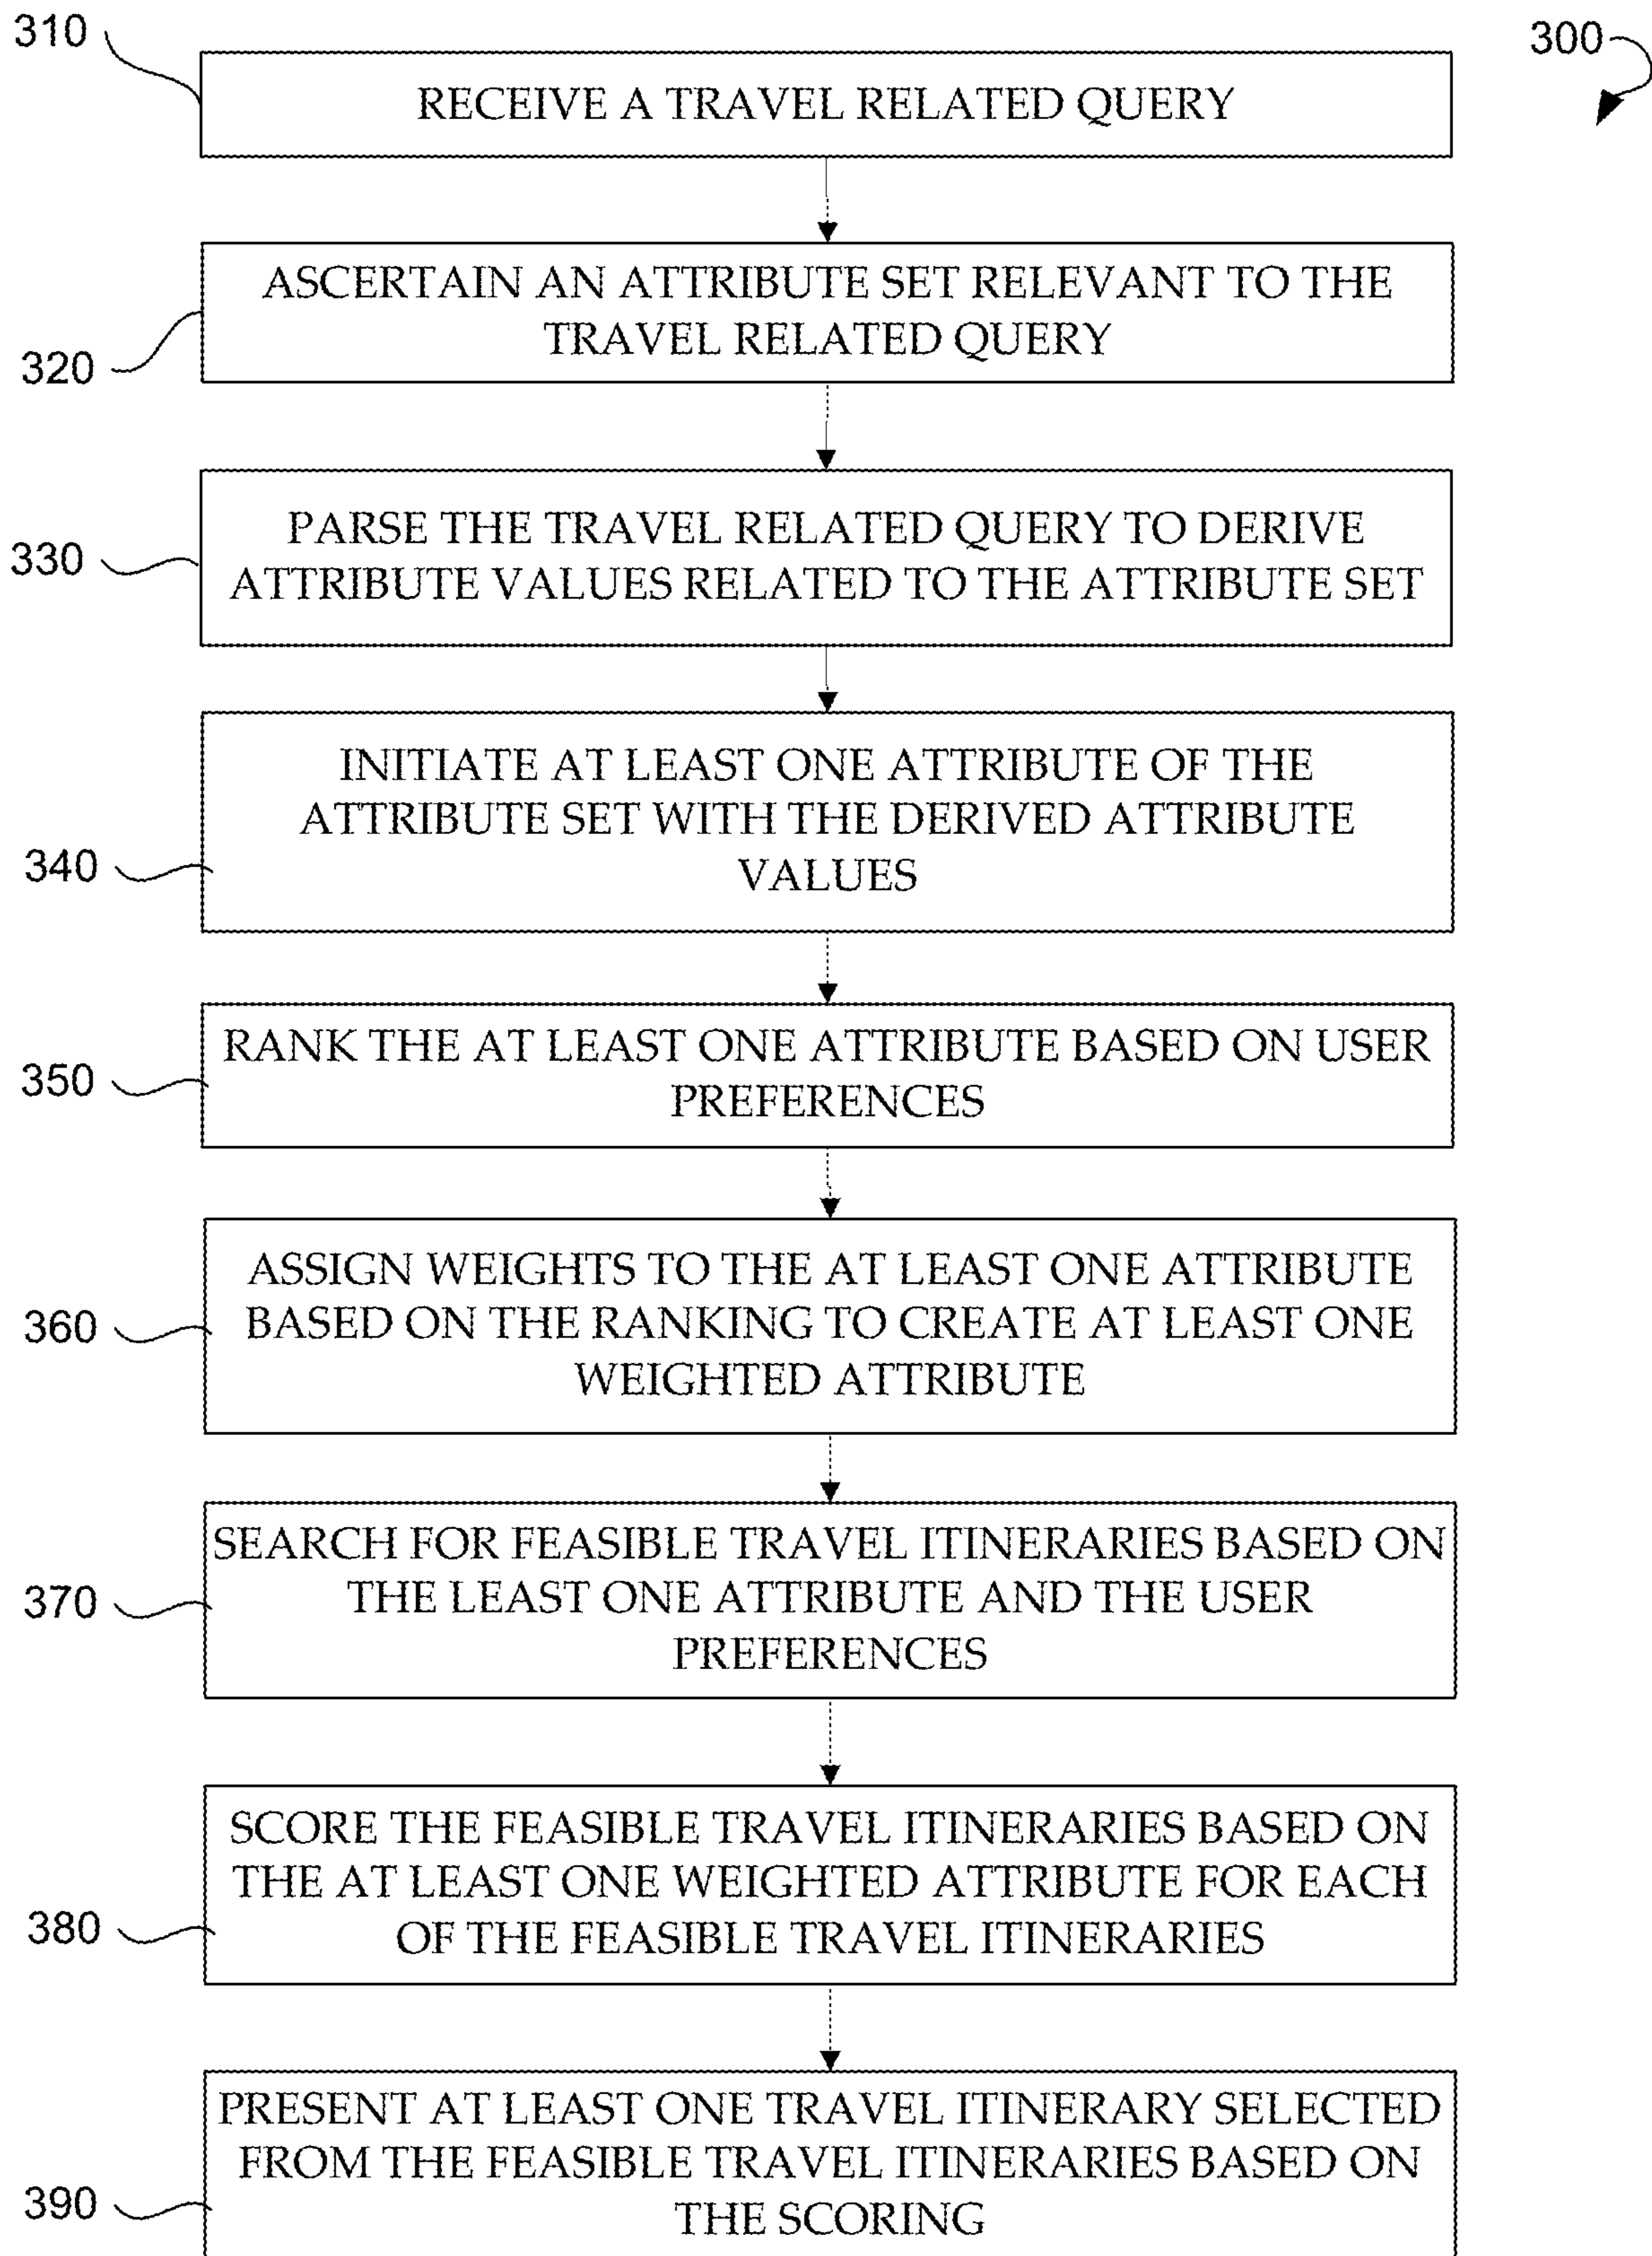 310
300
RECEIVE A TRAVEL RELATED QUERY
ASCERTAIN AN ATTRIBUTE SET RELEVANT TO THE
TRAVEL RELATED QUERY
320
PARSE THE TRAVEL RELATED QUERY TO DERIVE
ATTRIBUTE VALUES RELATED TO THE ATTRIBUTE SET
330
INITIATE AT LEAST ONE ATTRIBUTE OF THE
ATTRIBUTE SET WITH THE DERIVED ATTRIBUTE
VALUES
340
RANK THE AT LEAST ONE ATTRIBUTE BASED ON USER
PREFERENCES
350
ASSIGN WEIGHTS TO THE AT LEAST ONE ATTRIBUTE
BASED ON THE RANKING TO CREATE AT LEAST ONE
WEIGHTED ATTRIBUTE
360
SEARCH FOR FEASIBLE TRAVEL ITINERARIES BASED ON
THE LEAST ONE ATTRIBUTE AND THE USER
PREFERENCES
370
SCORE THE FEASIBLE TRAVEL ITINERARIES BASED ON
THE AT LEAST ONE WEIGHTED ATTRIBUTE FOR EACH
OF THE FEASIBLE TRAVEL ITINERARIES
380
PRESENT AT LEAST ONE TRAVEL ITINERARY SELECTED
FROM THE FEASIBLE TRAVEL ITINERARIES BASED ON
THE SCORING
390